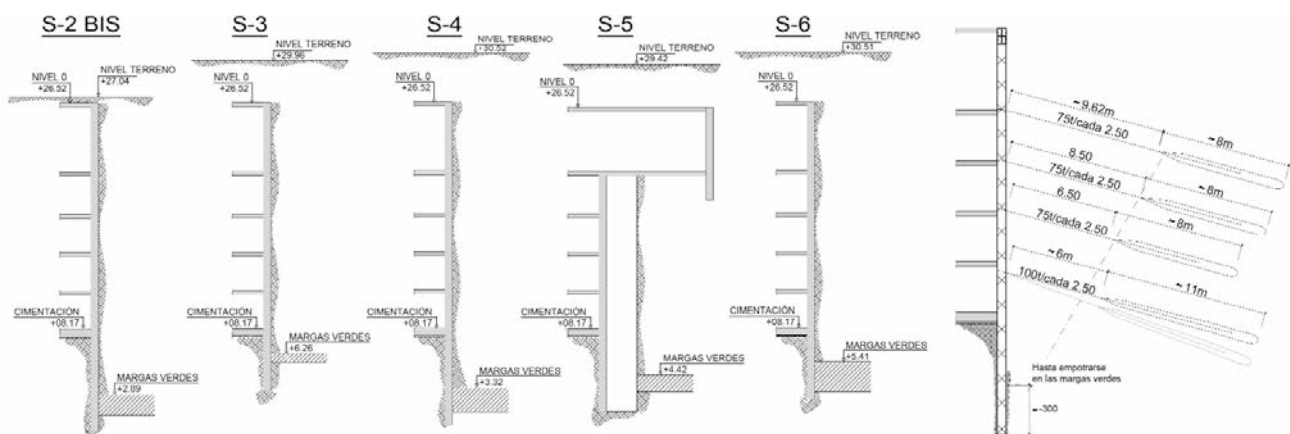 S-2 BIS
NIVEL TERRENO
+27.04
NIVEL 0
+26.52
CIMENTACIÓN
+08.17
MARGAS VERDES
+2.89
S-3
NIVEL TERRENO
+29.96
NIVEL 0
+26.52
CIMENTACIÓN
+08.17
MARGAS VERDES
+6.26
S-4
NIVEL TERRENO
+30.52
NIVEL 0
+26.52
CIMENTACIÓN
+08.17
MARGAS VERDES
+3.32
S-5
NIVEL TERRENO
+29.42
NIVEL 0
+26.52
CIMENTACIÓN
+08.17
MARGAS VERDES
+4.42
S-6
NIVEL TERRENO
+30.51
NIVEL 0
+26.52
CIMENTACIÓN
+08.17
MARGAS VERDES
+5.41
~9.62m
75t/cada 2.50
~8m
8.50
75t/cada 2.50
~8m
6.50
75t/cada 2.50
~8m
~6m
100t/cada 2.50
~11m
Hasta empotrarse
en las margas verdes
~300